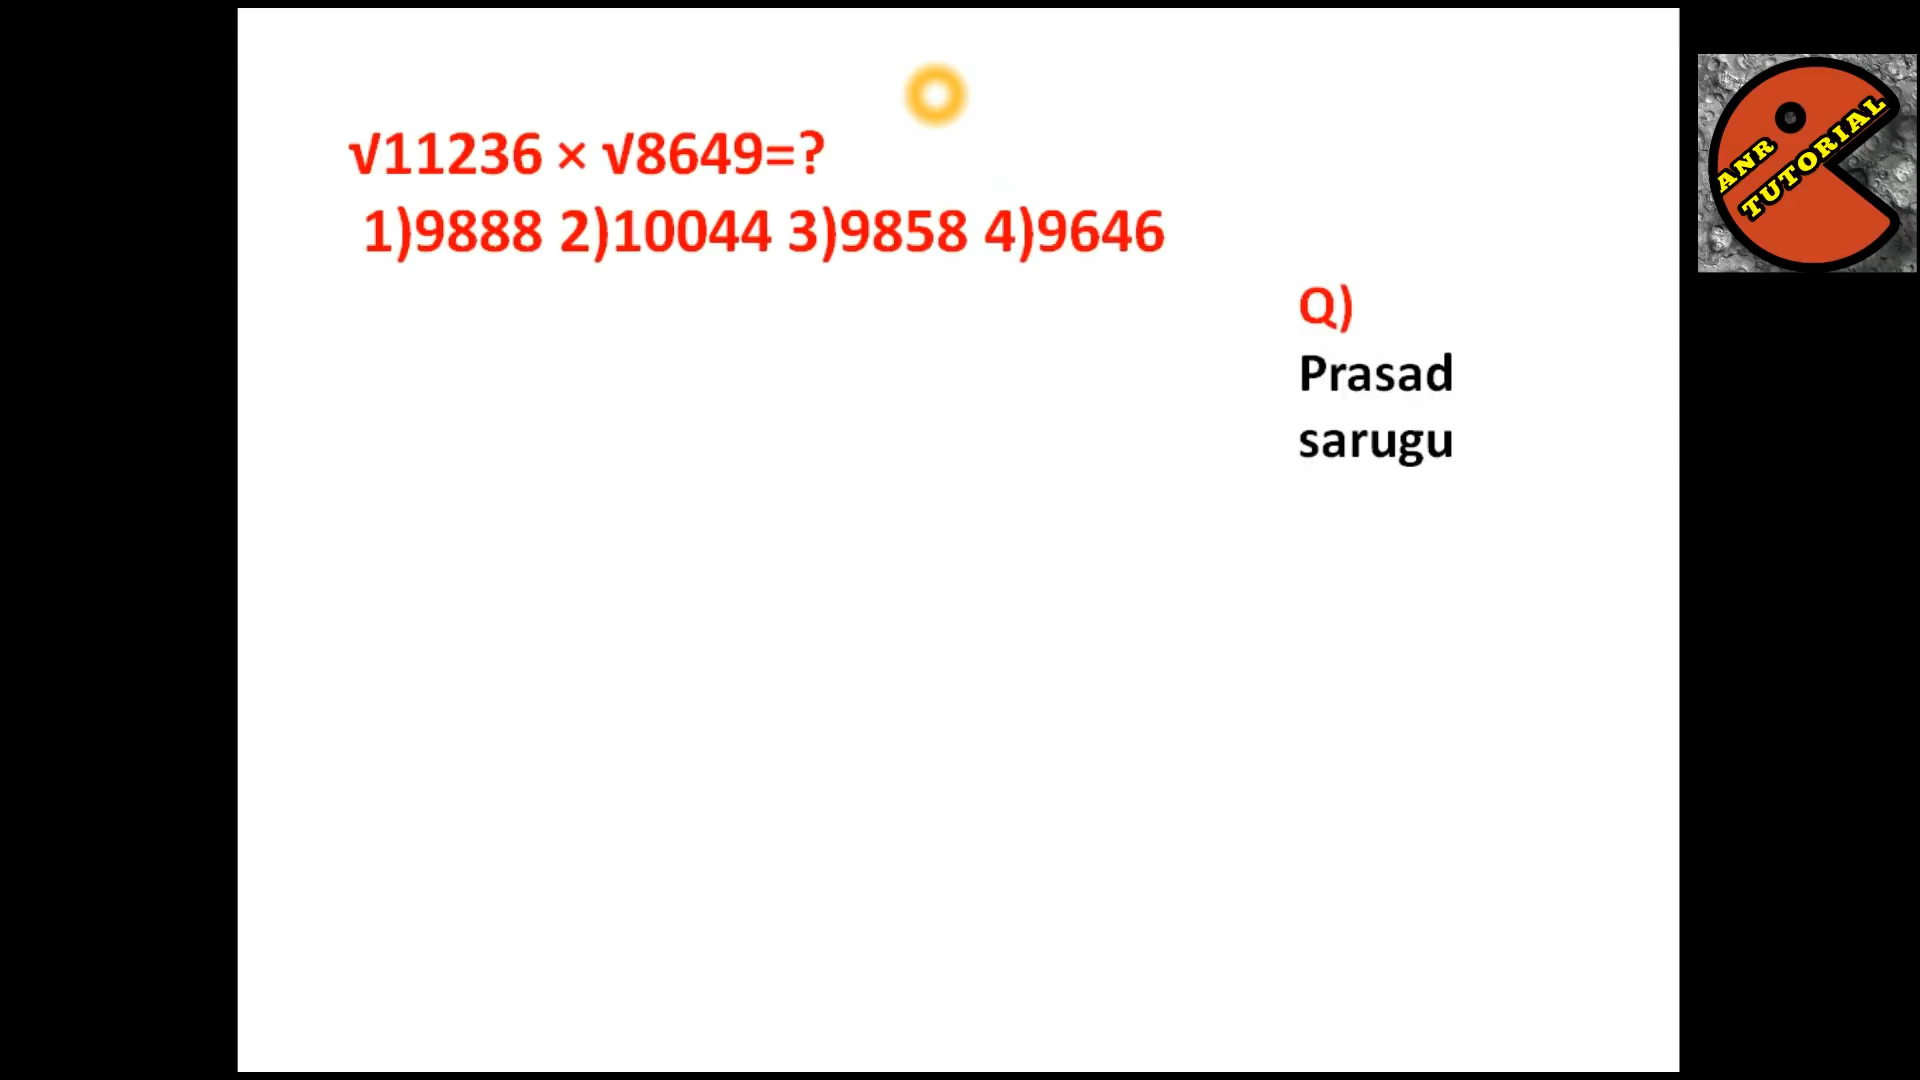 √11236 × √8649=?
1)9888 2)10044 3)9858 4)9646
Q)
Prasad
sarugu
ANR
TUTORIAL